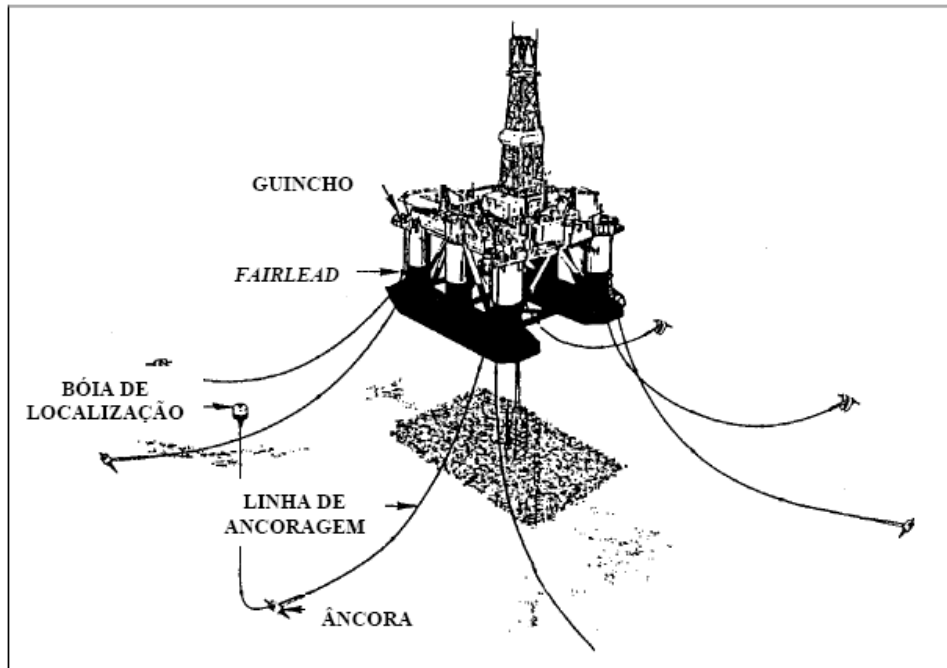 GUINCHO
FAIRLEAD
BÓIA DE
LOCALIZAÇÃO
LINHA DE
ANCORAGEM
ÂNCORA